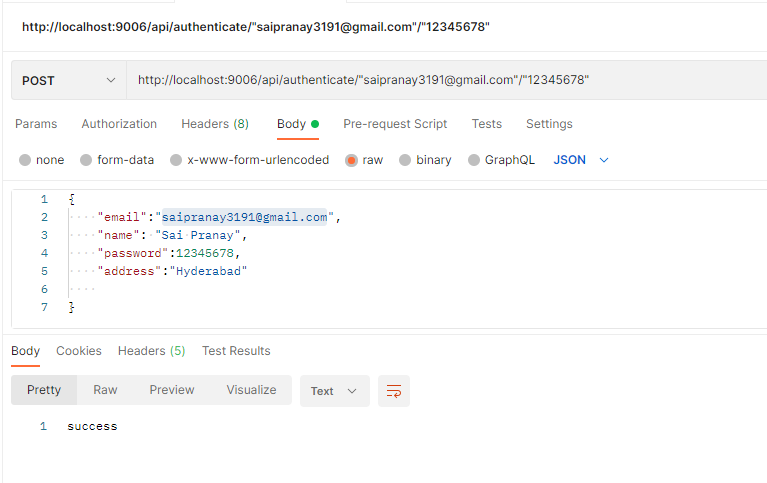 http://localhost:9006/api/authenticate/"saipranay3191@gmail.com"/"12345678"
POST http://localhost:9006/api/authenticate/"saipranay3191@gmail.com"/"12345678"
Params Authorization Headers (8) Body Pre-request Script Tests Settings
none form-data x-www-form-urlencoded raw binary GraphQL JSON
1 {
2 "email":"saipranay3191@gmail.com",
3 "name": "Sai Pranay",
4 "password":12345678,
5 "address":"Hyderabad"
6
7 }
Body Cookies Headers (5) Test Results
Pretty Raw Preview Visualize Text
1 success